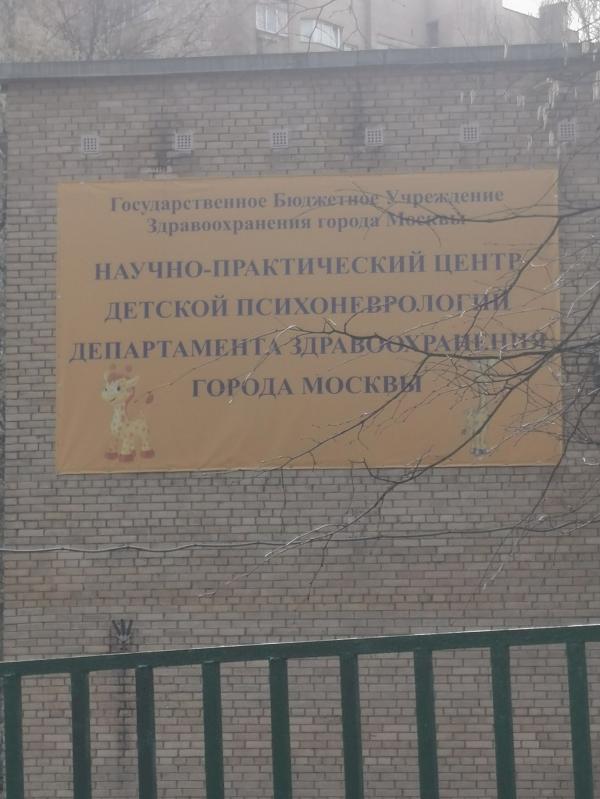 Государственное Бюджетное Учреждение
Здравоохранения города Москвы
НАУЧНО-ПРАКТИЧЕСКИЙ ЦЕНТР
ДЕТСКОЙ ПСИХОНЕВРОЛОГИИ
ДЕПАРТАМЕНТА ЗДРАВООХРАНЕНИЯ
ГОРОДА МОСКВЫ